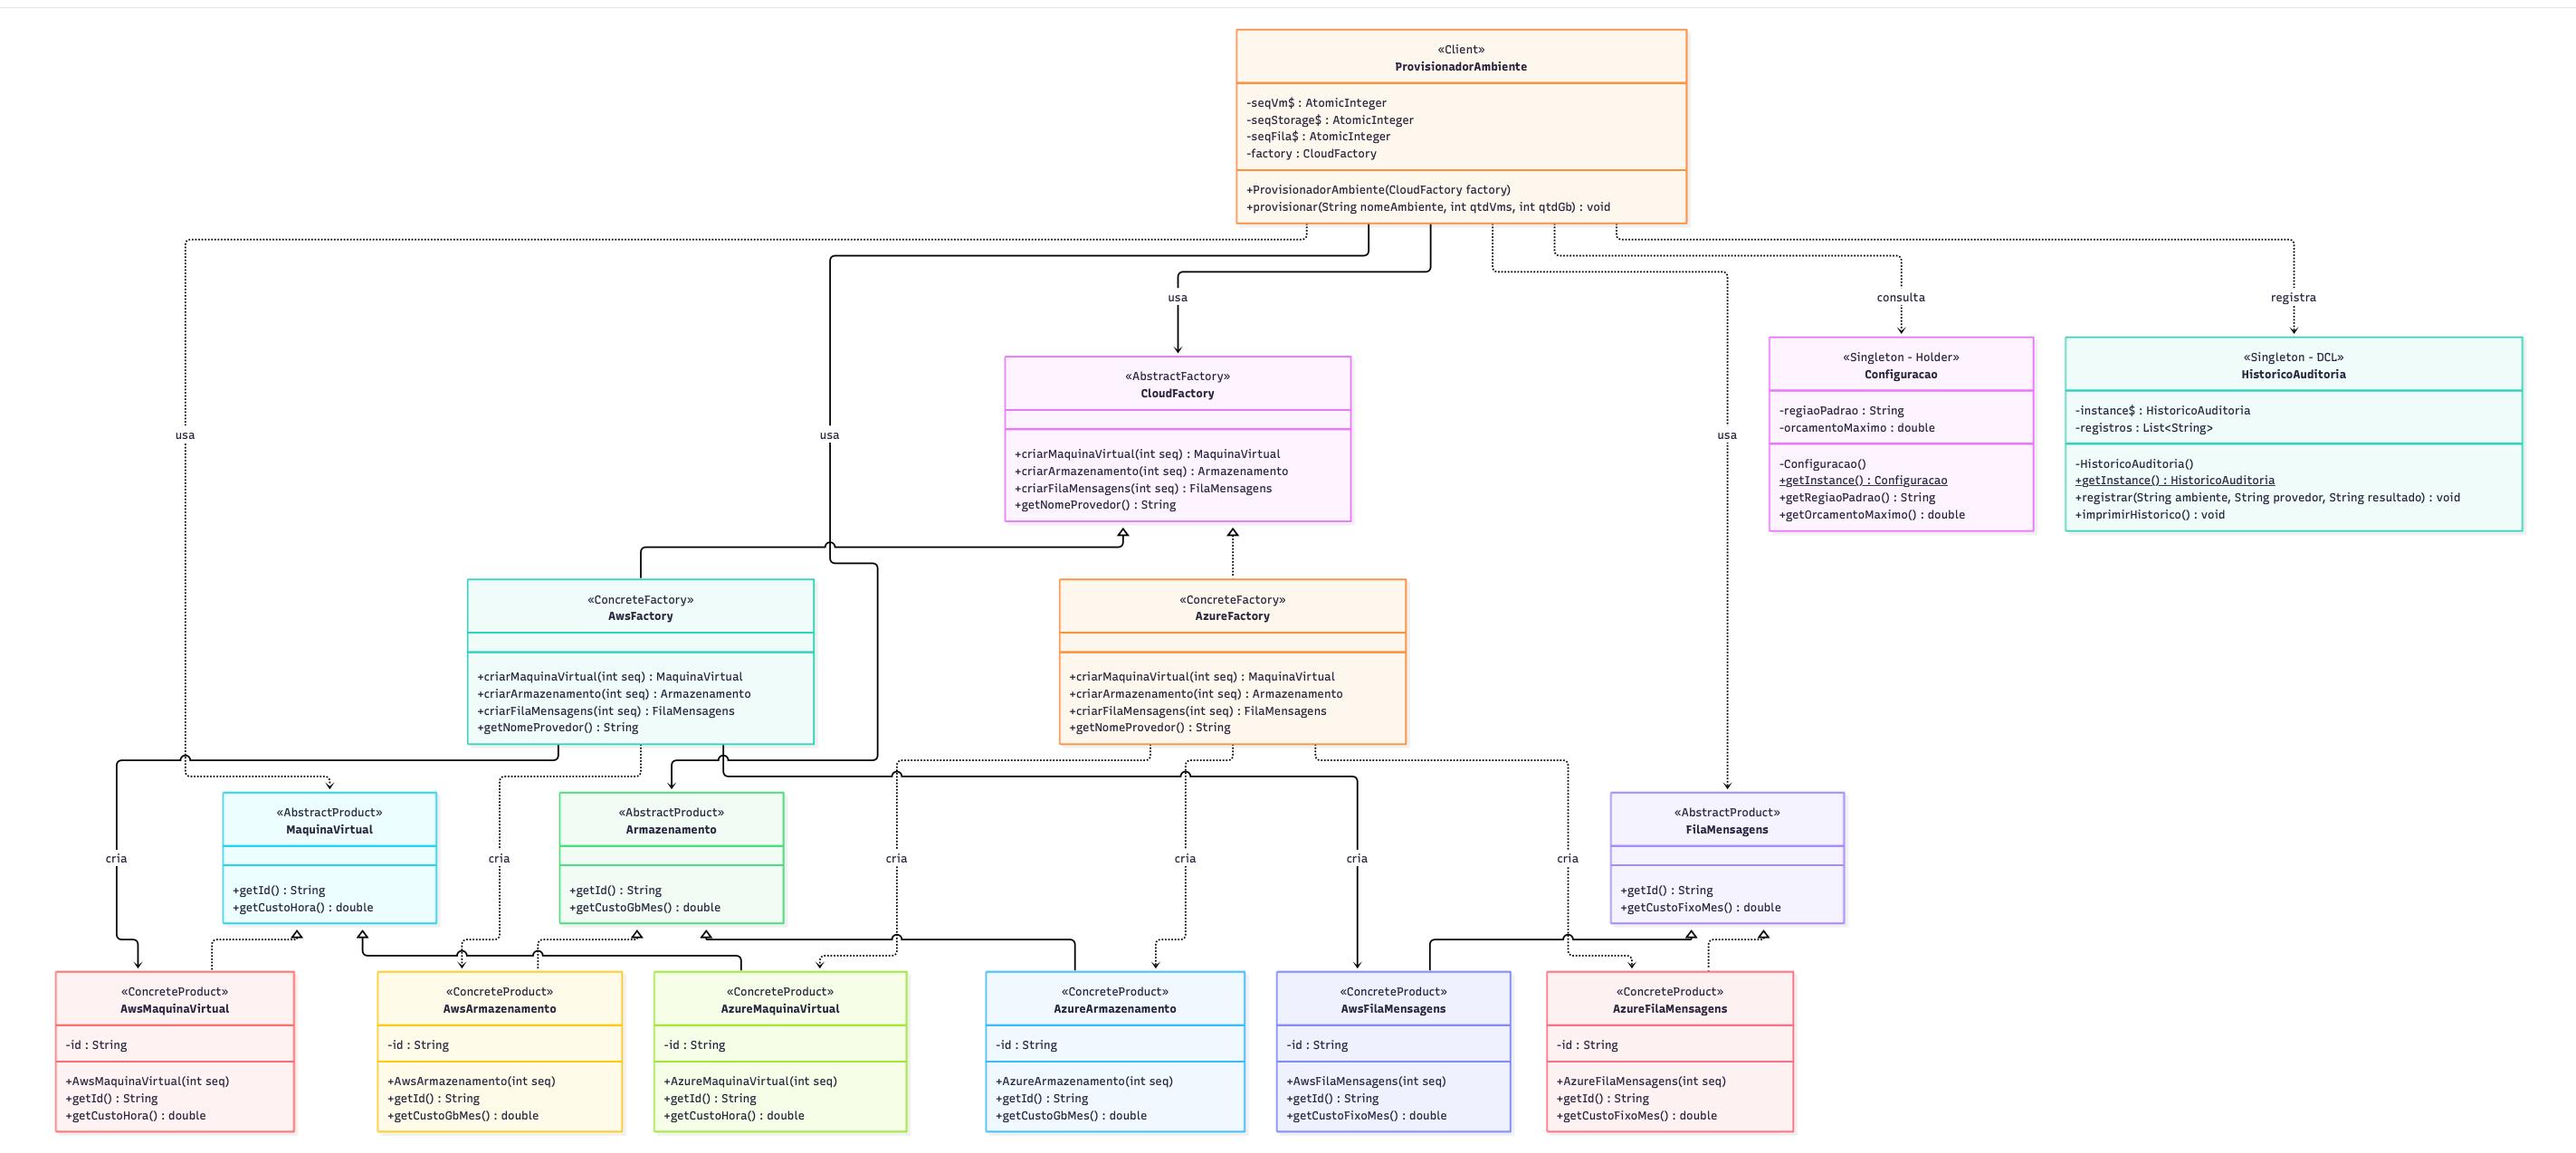 «Client»
ProvisionadorAmbiente
-seqVm$ : AtomicInteger
-seqStorage$ : AtomicInteger
-seqFila$ : AtomicInteger
-factory : CloudFactory
+ProvisionadorAmbiente(CloudFactory factory)
+provisionar(String nomeAmbiente, int qtdVms, int qtdGb) : void
usa
consulta
registra
usa
usa
usa
«AbstractFactory»
CloudFactory
+criarMaquinaVirtual(int seq) : MaquinaVirtual
+criarArmazenamento(int seq) : Armazenamento
+criarFilaMensagens(int seq) : FilaMensagens
+getNomeProvedor() : String
«Singleton - Holder»
Configuracao
-regiaoPadrao : String
-orcamentoMaximo : double
-Configuracao()
+getInstance() : Configuracao
+getRegiaoPadrao() : String
+getOrcamentoMaximo() : double
«Singleton - DCL»
HistoricoAuditoria
-instance$ : HistoricoAuditoria
-registros : List<String>
-HistoricoAuditoria()
+getInstance() : HistoricoAuditoria
+registrar(String ambiente, String provedor, String resultado) : void
+imprimirHistorico() : void
«ConcreteFactory»
AwsFactory
+criarMaquinaVirtual(int seq) : MaquinaVirtual
+criarArmazenamento(int seq) : Armazenamento
+criarFilaMensagens(int seq) : FilaMensagens
+getNomeProvedor() : String
«ConcreteFactory»
AzureFactory
+criarMaquinaVirtual(int seq) : MaquinaVirtual
+criarArmazenamento(int seq) : Armazenamento
+criarFilaMensagens(int seq) : FilaMensagens
+getNomeProvedor() : String
«AbstractProduct»
MaquinaVirtual
+getId() : String
+getCustoHora() : double
«AbstractProduct»
Armazenamento
+getId() : String
+getCustoGbMes() : double
«AbstractProduct»
FilaMensagens
+getId() : String
+getCustoFixoMes() : double
cria
cria
cria
cria
cria
cria
«ConcreteProduct»
AwsMaquinaVirtual
-id : String
+AwsMaquinaVirtual(int seq)
+getId() : String
+getCustoHora() : double
«ConcreteProduct»
AwsArmazenamento
-id : String
+AwsArmazenamento(int seq)
+getId() : String
+getCustoGbMes() : double
«ConcreteProduct»
AzureMaquinaVirtual
-id : String
+AzureMaquinaVirtual(int seq)
+getId() : String
+getCustoHora() : double
«ConcreteProduct»
AzureArmazenamento
-id : String
+AzureArmazenamento(int seq)
+getId() : String
+getCustoGbMes() : double
«ConcreteProduct»
AwsFilaMensagens
-id : String
+AwsFilaMensagens(int seq)
+getId() : String
+getCustoFixoMes() : double
«ConcreteProduct»
AzureFilaMensagens
-id : String
+AzureFilaMensagens(int seq)
+getId() : String
+getCustoFixoMes() : double